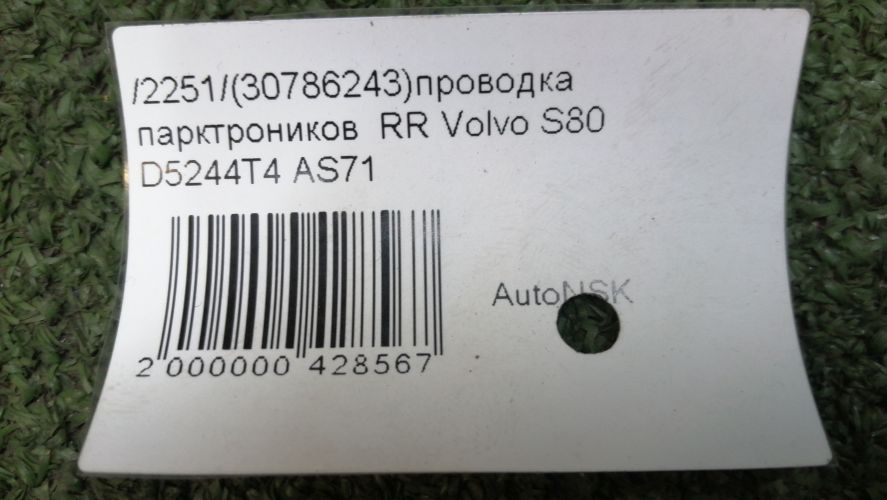 /2251/(30786243)проводка
парктроников RR Volvo S80
D5244T4 AS71
AutoNSK
2 000000 428567